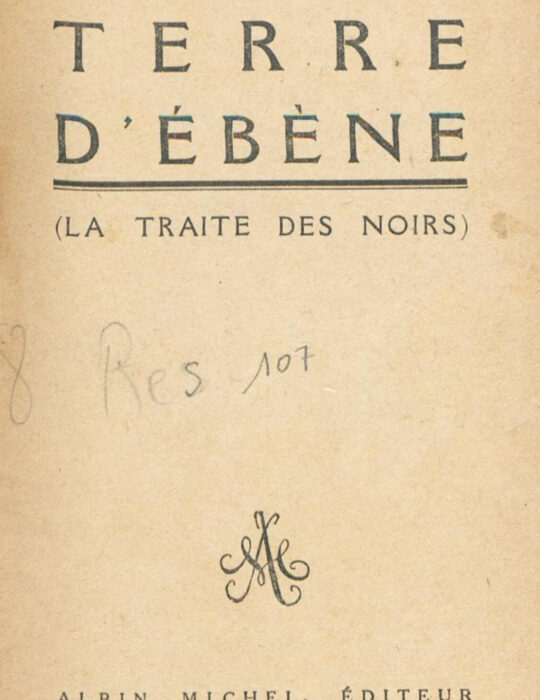 TERRE
D'ÉBÈNE
(LA TRAITE DES NOIRS)
8 Res 107
ALBIN MICHEL, ÉDITEUR